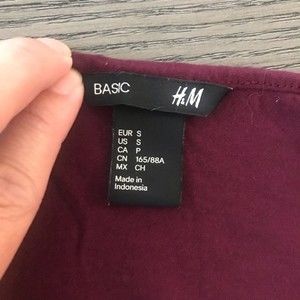 BASIC H&M
EUR S
US S
CA P
CN 165/88A
MX CH
Made in
Indonesia